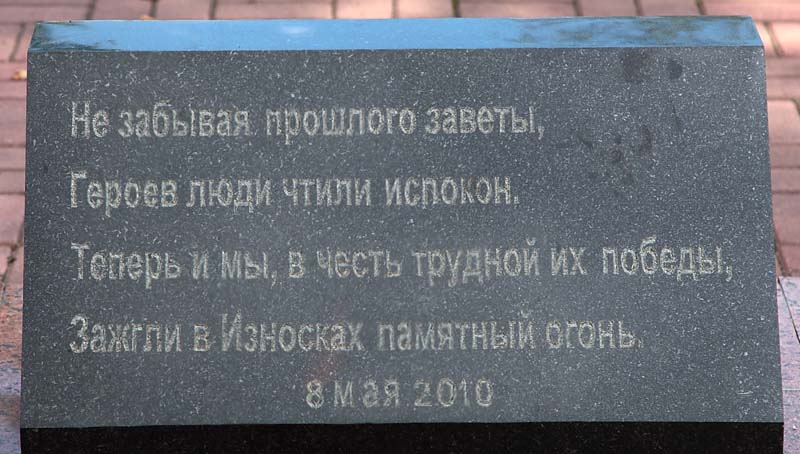 Не забывая прошлого заветы,
Героев люди чтили испокон.
Теперь и мы, в честь трудной их победы,
Зажгли в Износках памятный огонь.
8 мая 2010